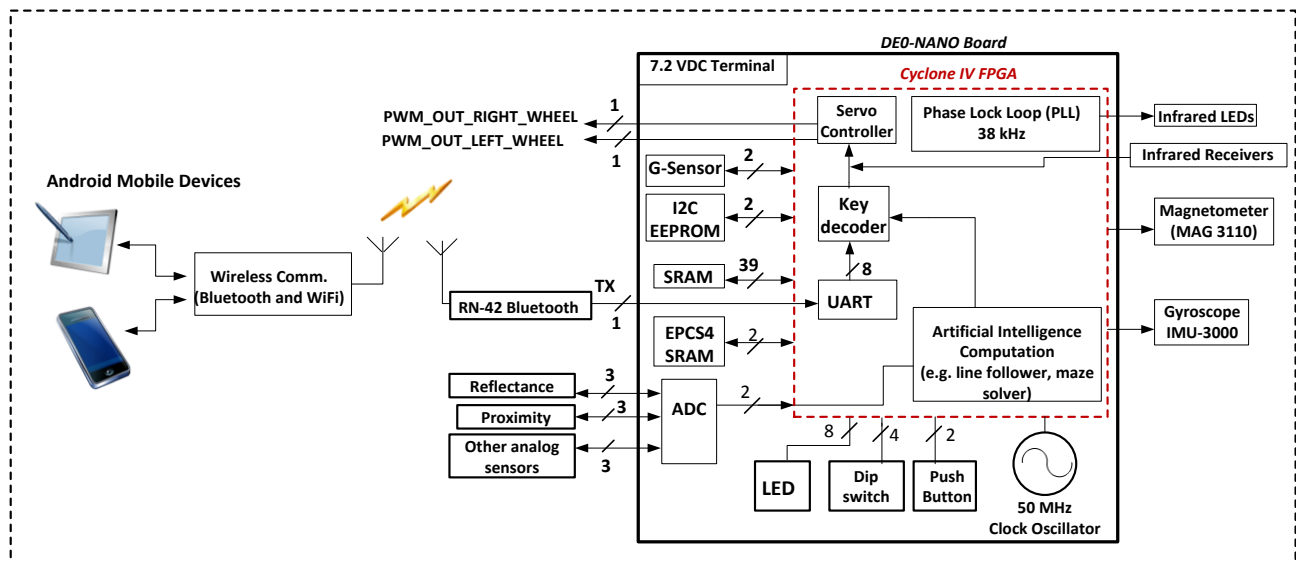 DE0-NANO Board
7.2 VDC Terminal
Cyclone IV FPGA
PWM_OUT_RIGHT_WHEEL
1
PWM_OUT_LEFT_WHEEL
1
Servo
Controller
Phase Lock Loop (PLL)
38 kHz
Infrared LEDs
Infrared Receivers
G-Sensor
2
Android Mobile Devices
I2C
EEPROM
2
Key
decoder
Magnetometer
(MAG 3110)
Wireless Comm.
(Bluetooth and WiFi)
SRAM
39
8
RN-42 Bluetooth
TX
1
UART
EPCS4
SRAM
2
Artificial Intelligence
Computation
(e.g. line follower, maze
solver)
Gyroscope
IMU-3000
Reflectance
3
Proximity
3
Other analog
sensors
3
ADC
2
8
4
2
LED
Dip
switch
Push
Button
50 MHz
Clock Oscillator